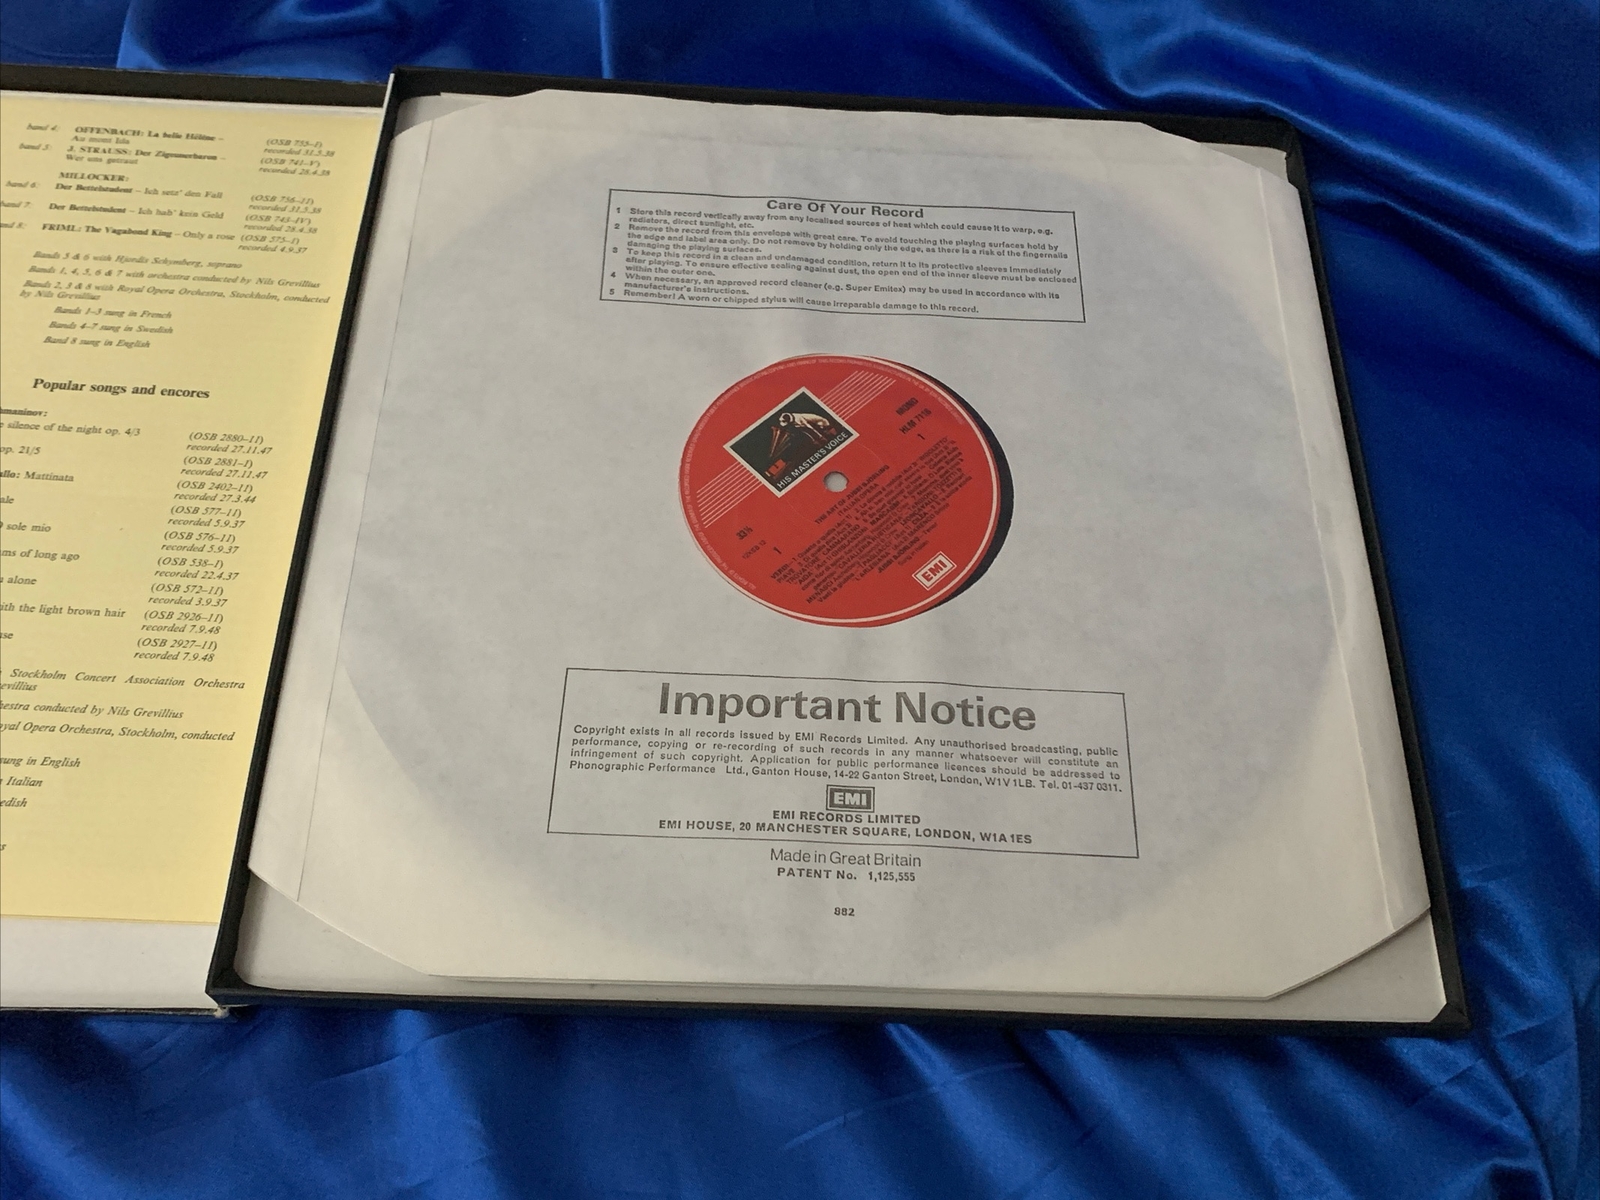 band 4: OFFENBACH: La belle Hélène – (OSB 735–I)
Au mont Ida recorded 31.5.38
band 5: J. STRAUSS: Der Zigeunerbaron – (OSB 741–V)
Wer uns getraut recorded 28.4.38
MILLOCKER:
band 6: Der Bettelstudent – Ich setz' den Fall (OSB 736–II)
recorded 31.5.38
band 7: Der Bettelstudent – Ich hab' kein Geld (OSB 743–IV)
recorded 28.4.38
FRIML: The Vagabond King – Only a rose (OSB 575–I)
recorded 4.9.37
Bands 5 & 6 with Hjördis Schymberg, soprano
Bands 1, 4, 5, 6 & 7 with orchestra conducted by Nils Grevillius
Bands 2, 3 & 8 with Royal Opera Orchestra, Stockholm, conducted
by Nils Grevillius
Bands 1–3 sung in French
Bands 4–7 sung in Swedish
Band 8 sung in English
Popular songs and encores
silence of the night op. 4/3 (OSB 2880–11)
recorded 27.11.47
op. 21/5 (OSB 2881–1)
recorded 27.11.47
Mattinata (OSB 2402–11)
recorded 27.3.44
(OSB 577–11)
recorded 5.9.37
sole mio (OSB 576–11)
recorded 5.9.37
of long ago (OSB 538–1)
recorded 22.4.37
alone (OSB 572–11)
recorded 3.9.37
with the light brown hair (OSB 2926–11)
recorded 7.9.48
(OSB 2927–11)
recorded 7.9.48
Stockholm Concert Association Orchestra
conducted by Nils Grevillius
Opera Orchestra, Stockholm, conducted
sung in English
Italian
Care Of Your Record
1 Store this record vertically away from any localised sources of heat which could cause it to warp, e.g.
radiators, direct sunlight, etc.
2 Remove the record from this envelope with great care. To avoid touching the playing surfaces hold by
the edge and label area only. Do not remove by holding only the edge, as there is a risk of the fingernails
damaging the playing surfaces.
3 To keep this record in a clean and undamaged condition, return it to its protective sleeves immediately
after playing. To ensure effective sealing against dust, the open end of the inner sleeve must be enclosed
within the outer one.
4 When necessary, an approved record cleaner (e.g. Super Emitex) may be used in accordance with its
manufacturer's instructions.
5 Remember! A worn or chipped stylus will cause irreparable damage to this record.
HIS MASTER'S VOICE
MONO
1
33⅓
1
THE ART OF JUSSI BJÖRLING
EMI
Important Notice
Copyright exists in all records issued by EMI Records Limited. Any unauthorised broadcasting, public
performance, copying or re-recording of such records in any manner whatsoever will constitute an
infringement of such copyright. Application for public performance licences should be addressed to
Phonographic Performance Ltd., Ganton House, 14-22 Ganton Street, London, W1V 1LB. Tel. 01-437 0311.
EMI
EMI RECORDS LIMITED
EMI HOUSE, 20 MANCHESTER SQUARE, LONDON, W1A 1ES
Made in Great Britain
PATENT No. 1,125,555
882